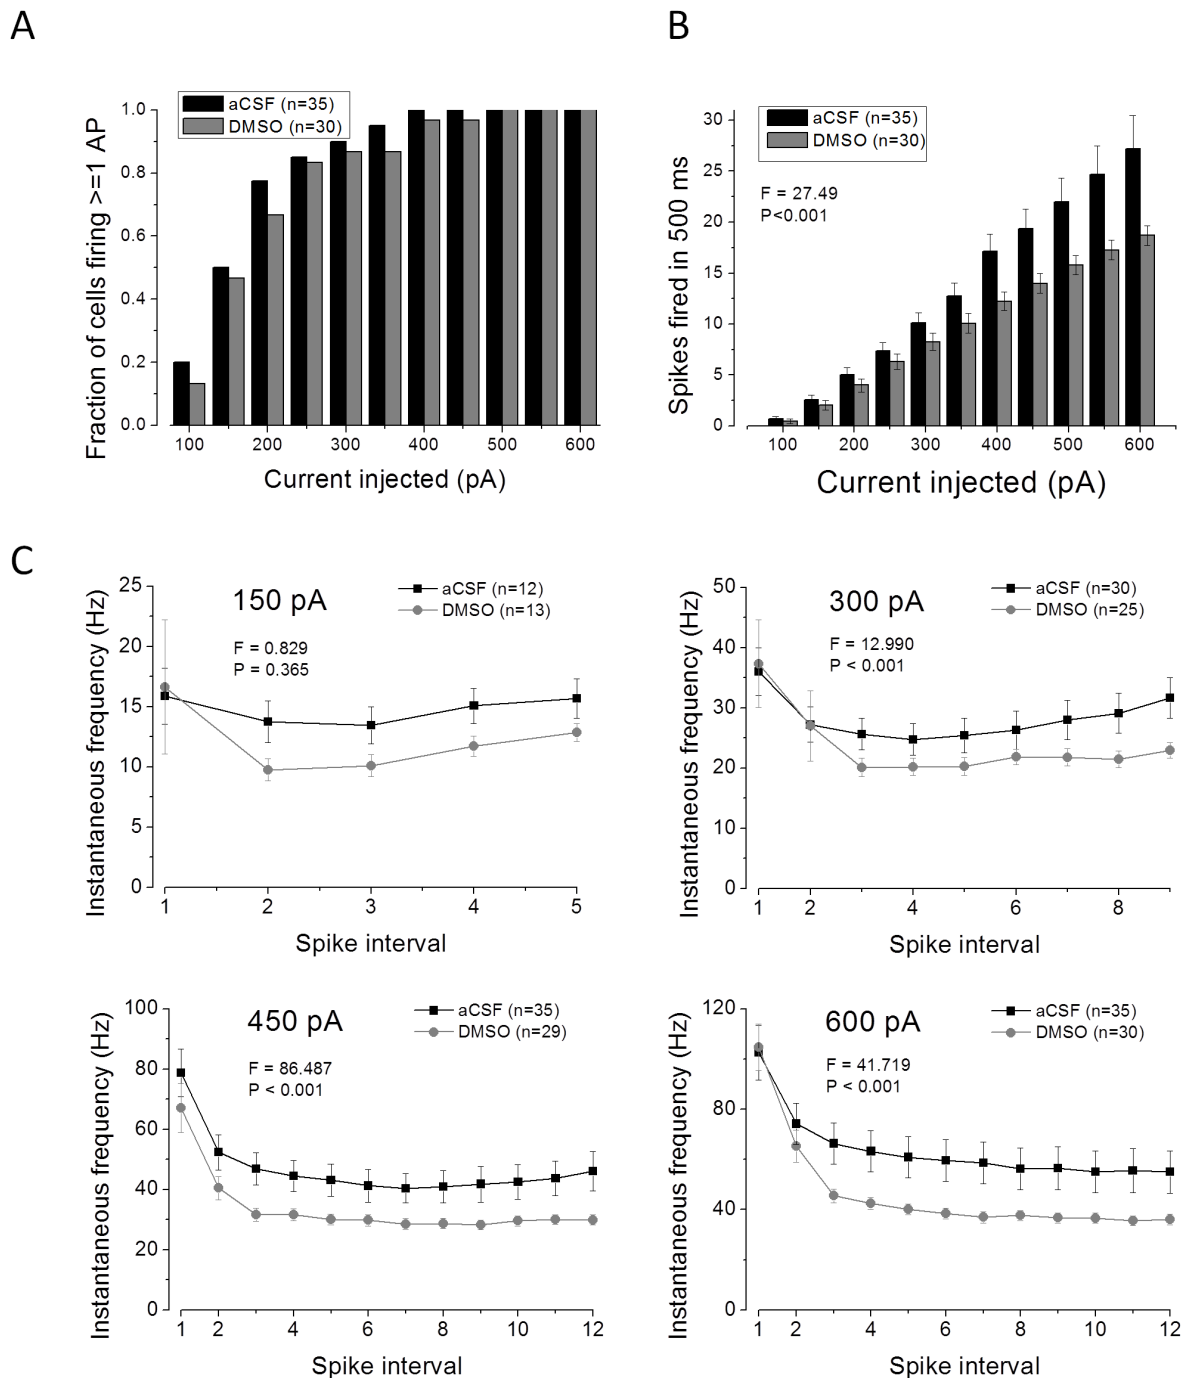 A
B
aCSF (n=35)
DMSO (n=30)
Fraction of cells firing >=1 AP
1.0
0.8
0.6
0.4
0.2
0.0
100 200 300 400 500 600
Current injected (pA)
aCSF (n=35)
DMSO (n=30)
F = 27.49
P<0.001
Spikes fired in 500 ms
30
25
20
15
10
5
0
100 200 300 400 500 600
Current injected (pA)
C
150 pA
aCSF (n=12)
DMSO (n=13)
F = 0.829
P = 0.365
Instantaneous frequency (Hz)
25
20
15
10
5
0
1 2 3 4 5
Spike interval
300 pA
aCSF (n=30)
DMSO (n=25)
F = 12.990
P < 0.001
Instantaneous frequency (Hz)
50
40
30
20
10
0
1 2 4 6 8
Spike interval
450 pA
aCSF (n=35)
DMSO (n=29)
F = 86.487
P < 0.001
Instantaneous frequency (Hz)
100
80
60
40
20
0
1 2 4 6 8 10 12
Spike interval
600 pA
aCSF (n=35)
DMSO (n=30)
F = 41.719
P < 0.001
Instantaneous frequency (Hz)
120
80
40
0
1 2 4 6 8 10 12
Spike interval